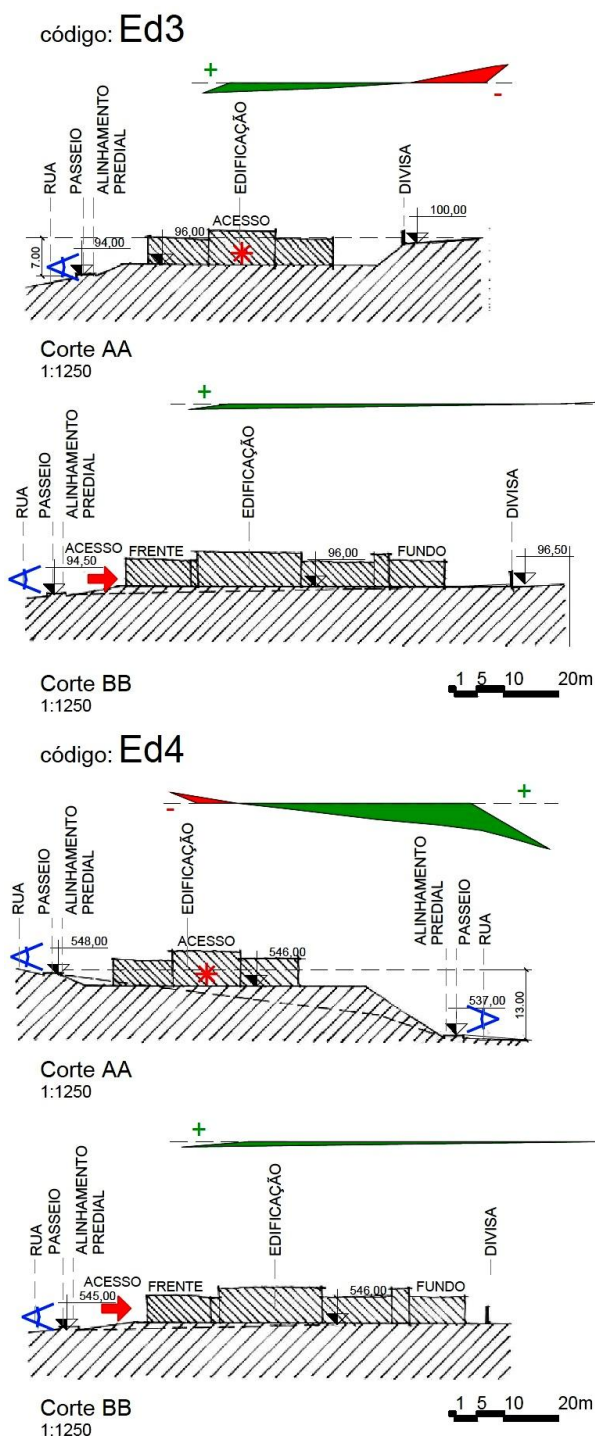 código: Ed3
+
-
RUA
PASSEIO
ALINHAMENTO
PREDIAL
EDIFICAÇÃO
DIVISA
ACESSO
100,00
96,00
94,00
7.00
Corte AA
1:1250
+
RUA
PASSEIO
ALINHAMENTO
PREDIAL
EDIFICAÇÃO
DIVISA
ACESSO
FRENTE
96,00
FUNDO
96,50
94,50
Corte BB
1:1250
1 5 10 20m
código: Ed4
-
+
RUA
PASSEIO
ALINHAMENTO
PREDIAL
EDIFICAÇÃO
ALINHAMENTO
PREDIAL
PASSEIO
RUA
ACESSO
548,00
546,00
537,00
13.00
Corte AA
1:1250
+
RUA
PASSEIO
ALINHAMENTO
PREDIAL
EDIFICAÇÃO
DIVISA
ACESSO
FRENTE
546,00
FUNDO
545,00
Corte BB
1:1250
1 5 10 20m